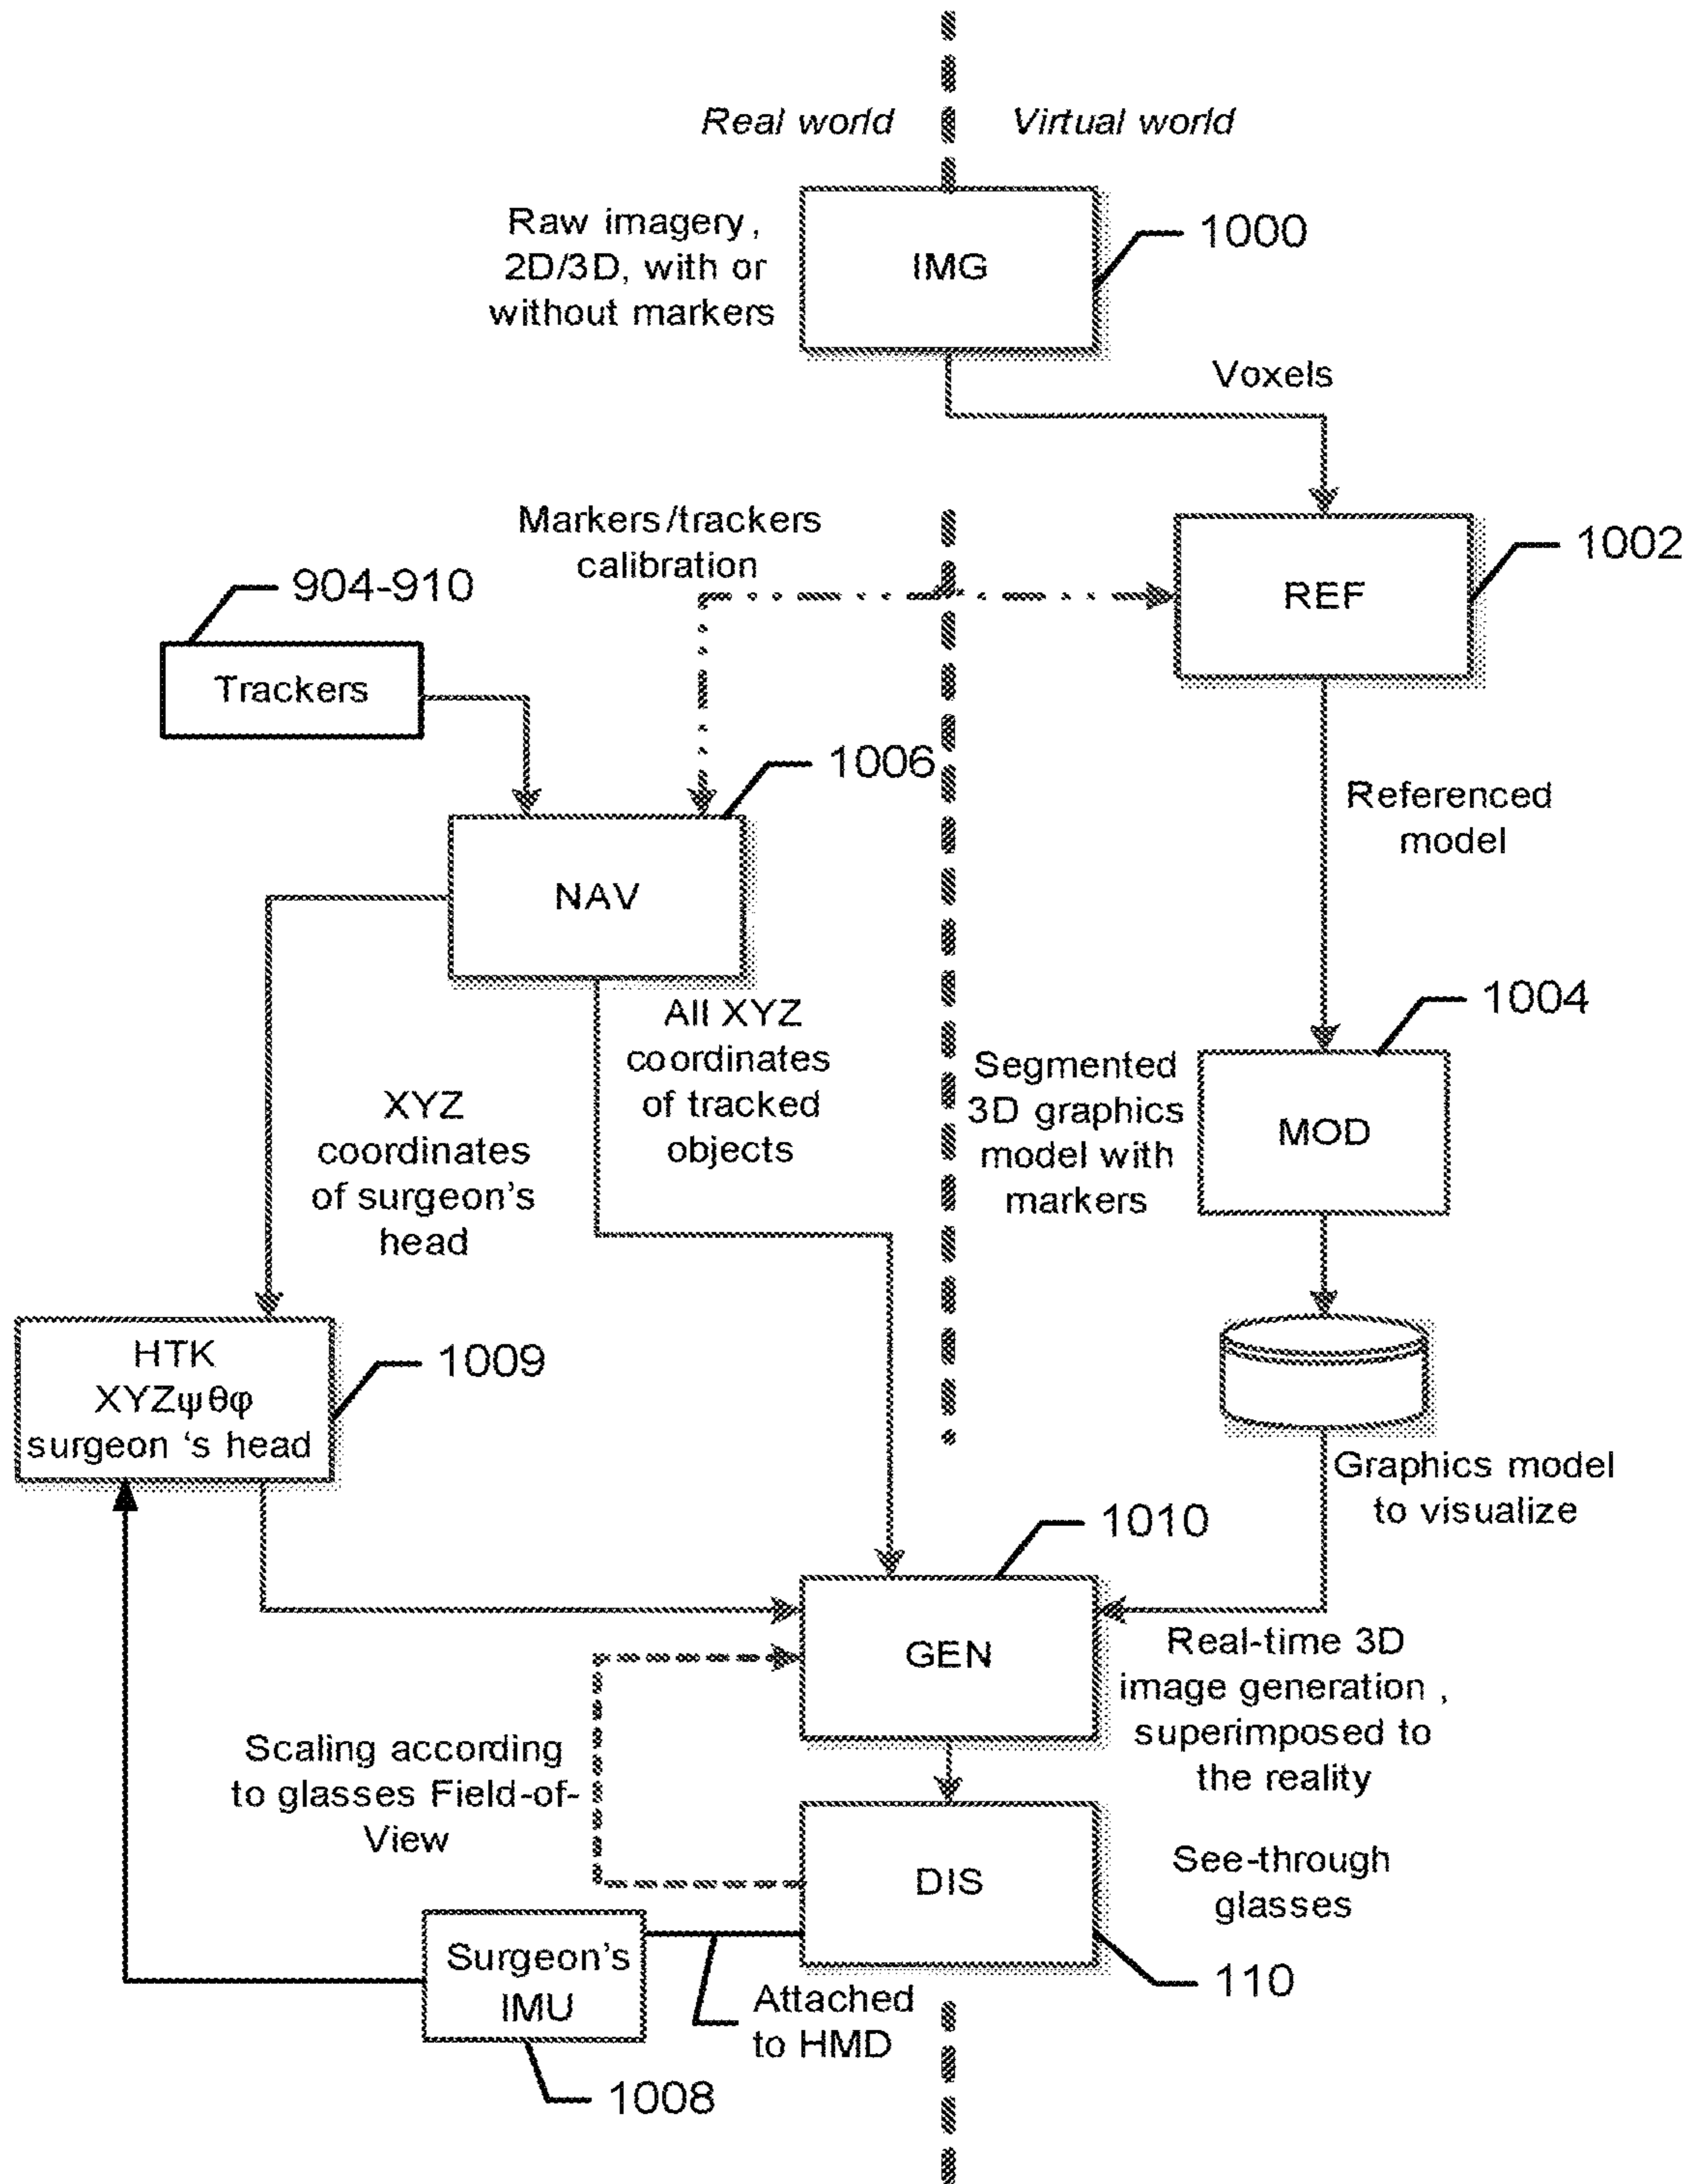 Real world
Virtual world
Raw imagery,
2D/3D, with or
without markers
IMG
1000
Voxels
Markers/trackers
calibration
REF
1002
904-910
Trackers
1006
NAV
Referenced
model
All XYZ
coordinates
of tracked
objects
XYZ
coordinates
of surgeon's
head
1004
Segmented
3D graphics
model with
markers
MOD
HTK
XYZψθφ
surgeon 's head
1009
Graphics model
to visualize
1010
GEN
Real-time 3D
image generation ,
superimposed to
the reality
Scaling according
to glasses Field-of-
View
DIS
See-through
glasses
110
Surgeon's
IMU
Attached
to HMD
1008